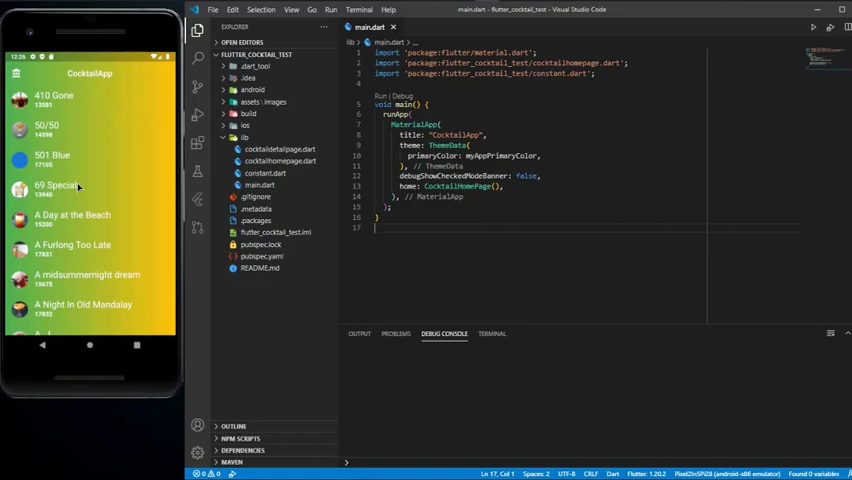 12:26
CocktailApp
410 Gone
13581
50/50
14598
501 Blue
17105
69 Special
13940
A Day at the Beach
15200
A Furlong Too Late
17831
A midsummernight dream
15675
A Night In Old Mandalay
17832
File Edit Selection View Go Run Terminal Help
main.dart - flutter_cocktail_test - Visual Studio Code
EXPLORER
OPEN EDITORS
FLUTTER_COCKTAIL_TEST
.dart_tool
.idea
android
assets\images
build
ios
lib
cocktaildetailpage.dart
cocktailhomepage.dart
constant.dart
main.dart
.gitignore
.metadata
.packages
flutter_cocktail_test.iml
pubspec.lock
pubspec.yaml
README.md
OUTLINE
NPM SCRIPTS
DEPENDENCIES
MAVEN
main.dart
lib > main.dart > ...
1 import 'package:flutter/material.dart';
2 import 'package:flutter_cocktail_test/cocktailhomepage.dart';
3 import 'package:flutter_cocktail_test/constant.dart';
4
Run | Debug
5 void main() {
6 runApp(
7 MaterialApp(
8 title: "CocktailApp",
9 theme: ThemeData(
10 primaryColor: myAppPrimaryColor,
11 ), // ThemeData
12 debugShowCheckedModeBanner: false,
13 home: CocktailHomePage(),
14 ), // MaterialApp
15 );
16 }
17
OUTPUT PROBLEMS DEBUG CONSOLE TERMINAL
0 0
Ln 17, Col 1 Spaces: 2 UTF-8 CRLF Dart Flutter: 1.20.2 Pixel2InSPi28 (android-x86 emulator)